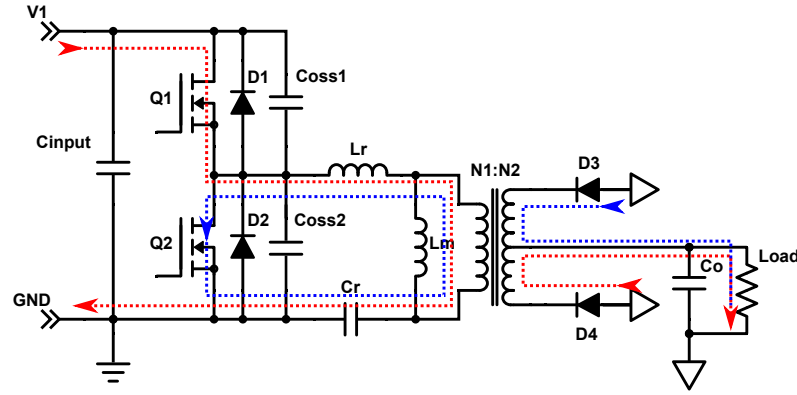 V1
Q1
D1
Coss1
Cinput
Lr
N1:N2
D3
Q2
D2
Coss2
Lm
Co
Load
GND
Cr
D4